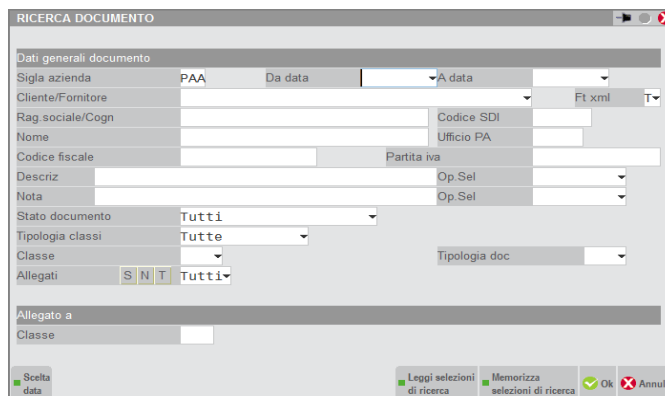 RICERCA DOCUMENTO
Dati generali documento
Sigla azienda PAA Da data A data
Cliente/Fornitore Ft xml T
Rag.sociale/Cogn Codice SDI
Nome Ufficio PA
Codice fiscale Partita iva
Descriz Op.Sel
Nota Op.Sel
Stato documento Tutti
Tipologia classi Tutte
Classe Tipologia doc
Allegati S N T Tutti
Allegato a
Classe
Scelta data Leggi selezioni di ricerca Memorizza selezioni di ricerca Ok Annul